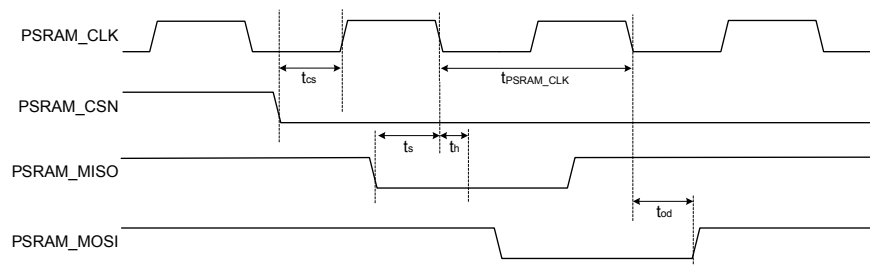 PSRAM_CLK
tcs
tPSRAM_CLK
PSRAM_CSN
ts
th
PSRAM_MISO
tod
PSRAM_MOSI